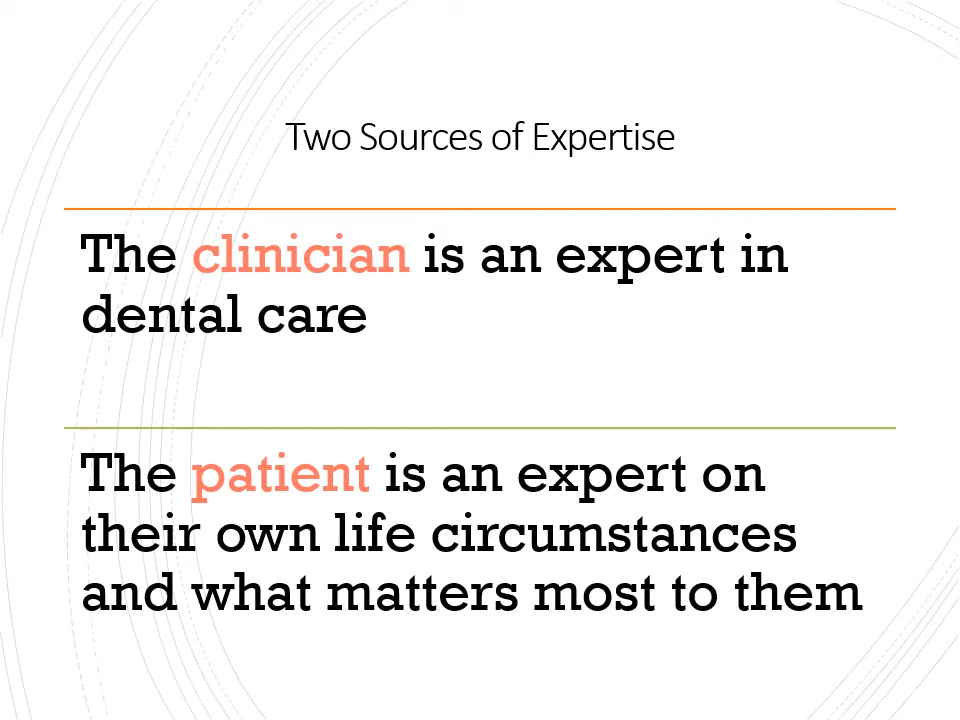 Two Sources of Expertise
The clinician is an expert in
dental care
The patient is an expert on
their own life circumstances
and what matters most to them